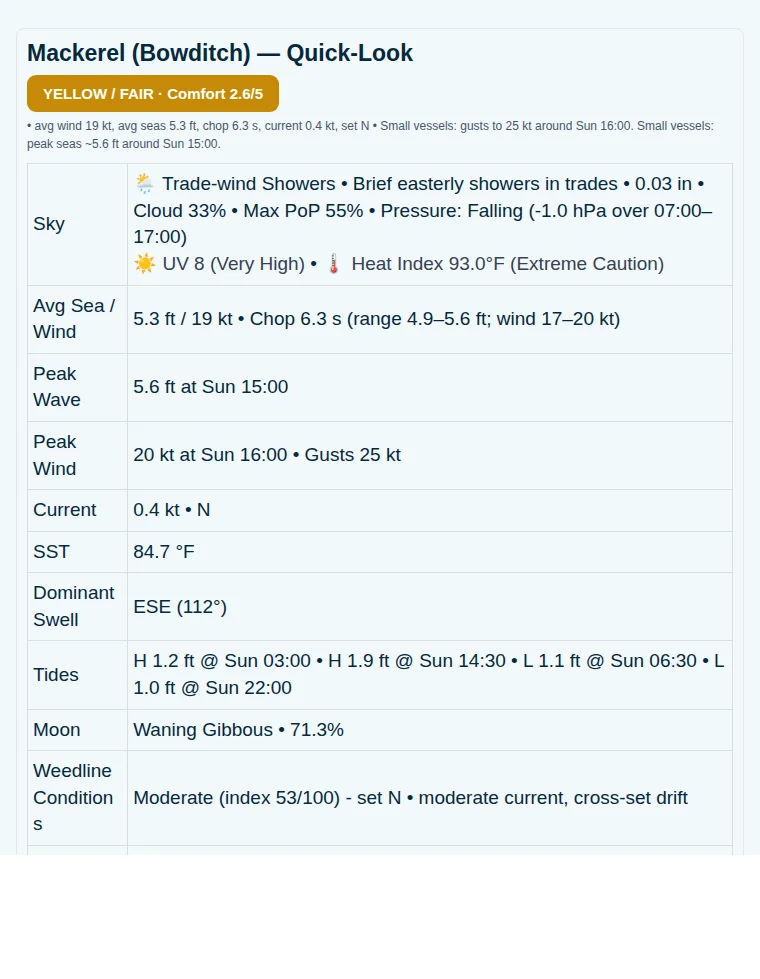 Mackerel (Bowditch) — Quick-Look
YELLOW / FAIR · Comfort 2.6/5
• avg wind 19 kt, avg seas 5.3 ft, chop 6.3 s, current 0.4 kt, set N • Small vessels: gusts to 25 kt around Sun 16:00. Small vessels:
peak seas ~5.6 ft around Sun 15:00.
Sky
🌦️ Trade-wind Showers • Brief easterly showers in trades • 0.03 in •
Cloud 33% • Max PoP 55% • Pressure: Falling (-1.0 hPa over 07:00–
17:00)
☀️ UV 8 (Very High) • 🌡️ Heat Index 93.0°F (Extreme Caution)
Avg Sea /
Wind
5.3 ft / 19 kt • Chop 6.3 s (range 4.9–5.6 ft; wind 17–20 kt)
Peak
Wave
5.6 ft at Sun 15:00
Peak
Wind
20 kt at Sun 16:00 • Gusts 25 kt
Current
0.4 kt • N
SST
84.7 °F
Dominant
Swell
ESE (112°)
Tides
H 1.2 ft @ Sun 03:00 • H 1.9 ft @ Sun 14:30 • L 1.1 ft @ Sun 06:30 • L
1.0 ft @ Sun 22:00
Moon
Waning Gibbous • 71.3%
Weedline
Condition
s
Moderate (index 53/100) - set N • moderate current, cross-set drift